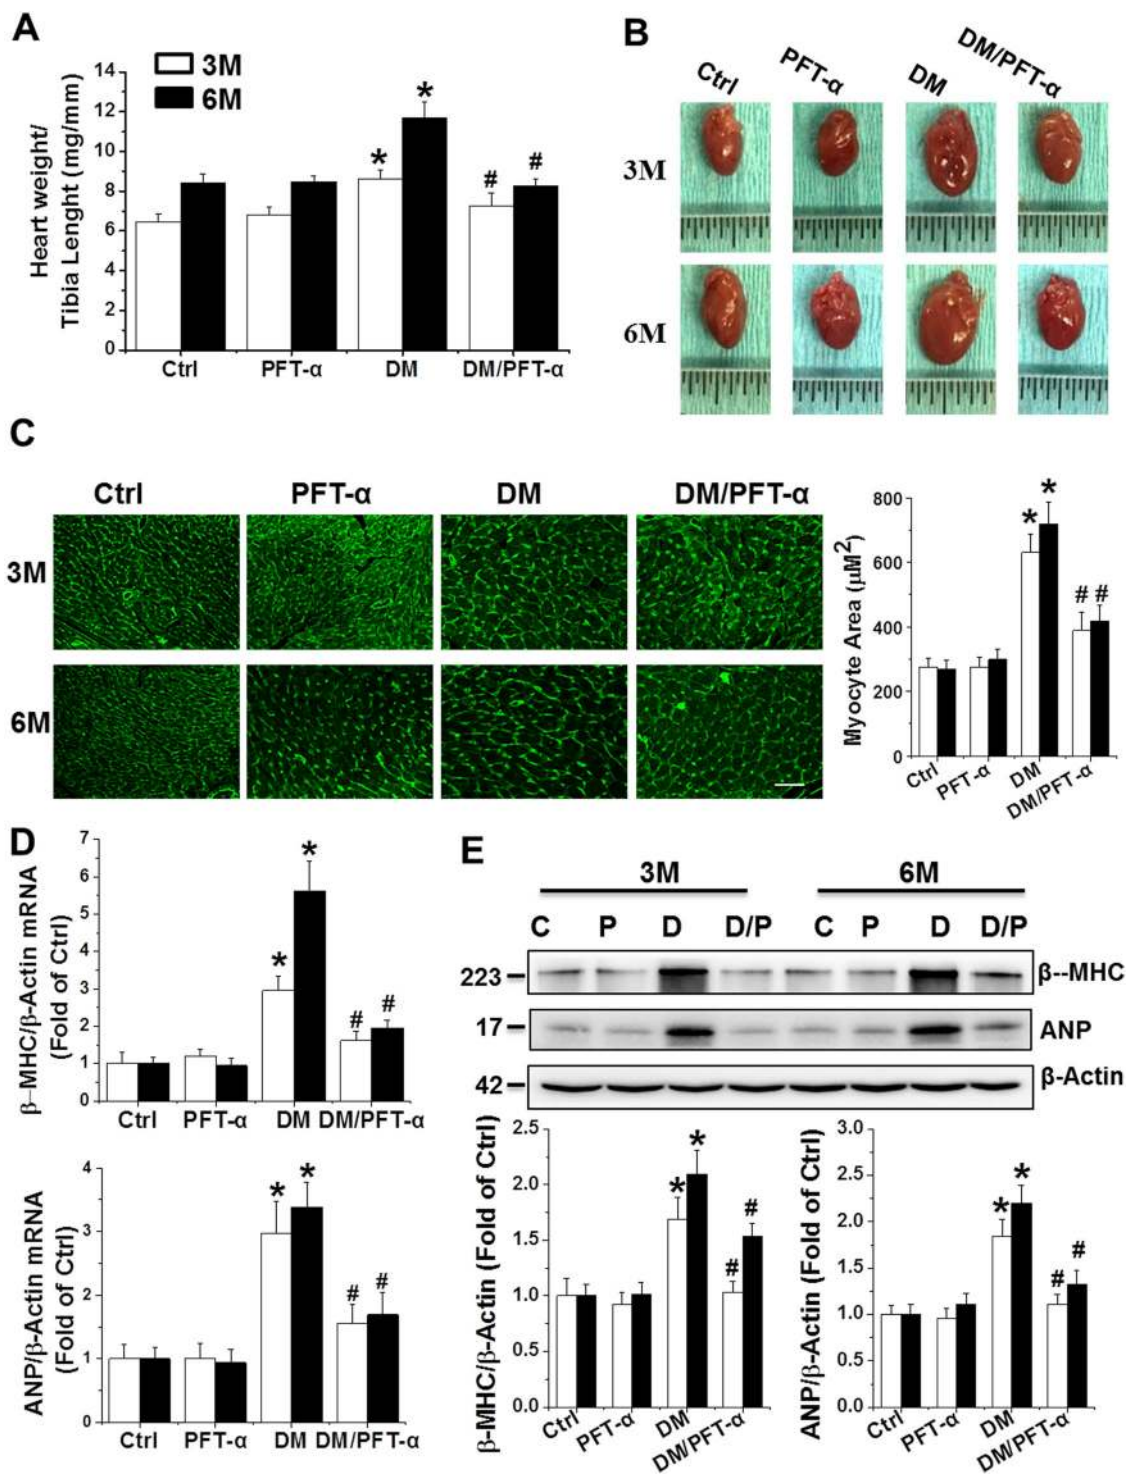 A
3M
6M
Heart weight/
Tibia Lenght (mg/mm)
14
12
10
8
6
4
2
0
Ctrl PFT-α DM DM/PFT-α
*
*
#
#
B
Ctrl PFT-α DM DM/PFT-α
3M
6M
C
Ctrl PFT-α DM DM/PFT-α
3M
6M
Myocyte Area (µM2)
800
600
400
200
0
* *
# #
Ctrl PFT-α DM DM/PFT-α
D
β-MHC/β-Actin mRNA
(Fold of Ctrl)
7
6
5
4
3
2
1
0
* *
# #
Ctrl PFT-α DM DM/PFT-α
ANP/β-Actin mRNA
(Fold of Ctrl)
4
3
2
1
0
* *
# #
Ctrl PFT-α DM DM/PFT-α
E
3M 6M
C P D D/P C P D D/P
223 β--MHC
17 ANP
42 β-Actin
β-MHC/β-Actin (Fold of Ctrl)
2.5
2.0
1.5
1.0
0.5
0.0
* *
# #
Ctrl PFT-α DM DM/PFT-α
ANP/β-Actin (Fold of Ctrl)
3.0
2.5
2.0
1.5
1.0
0.5
0.0
* *
# #
Ctrl PFT-α DM DM/PFT-α